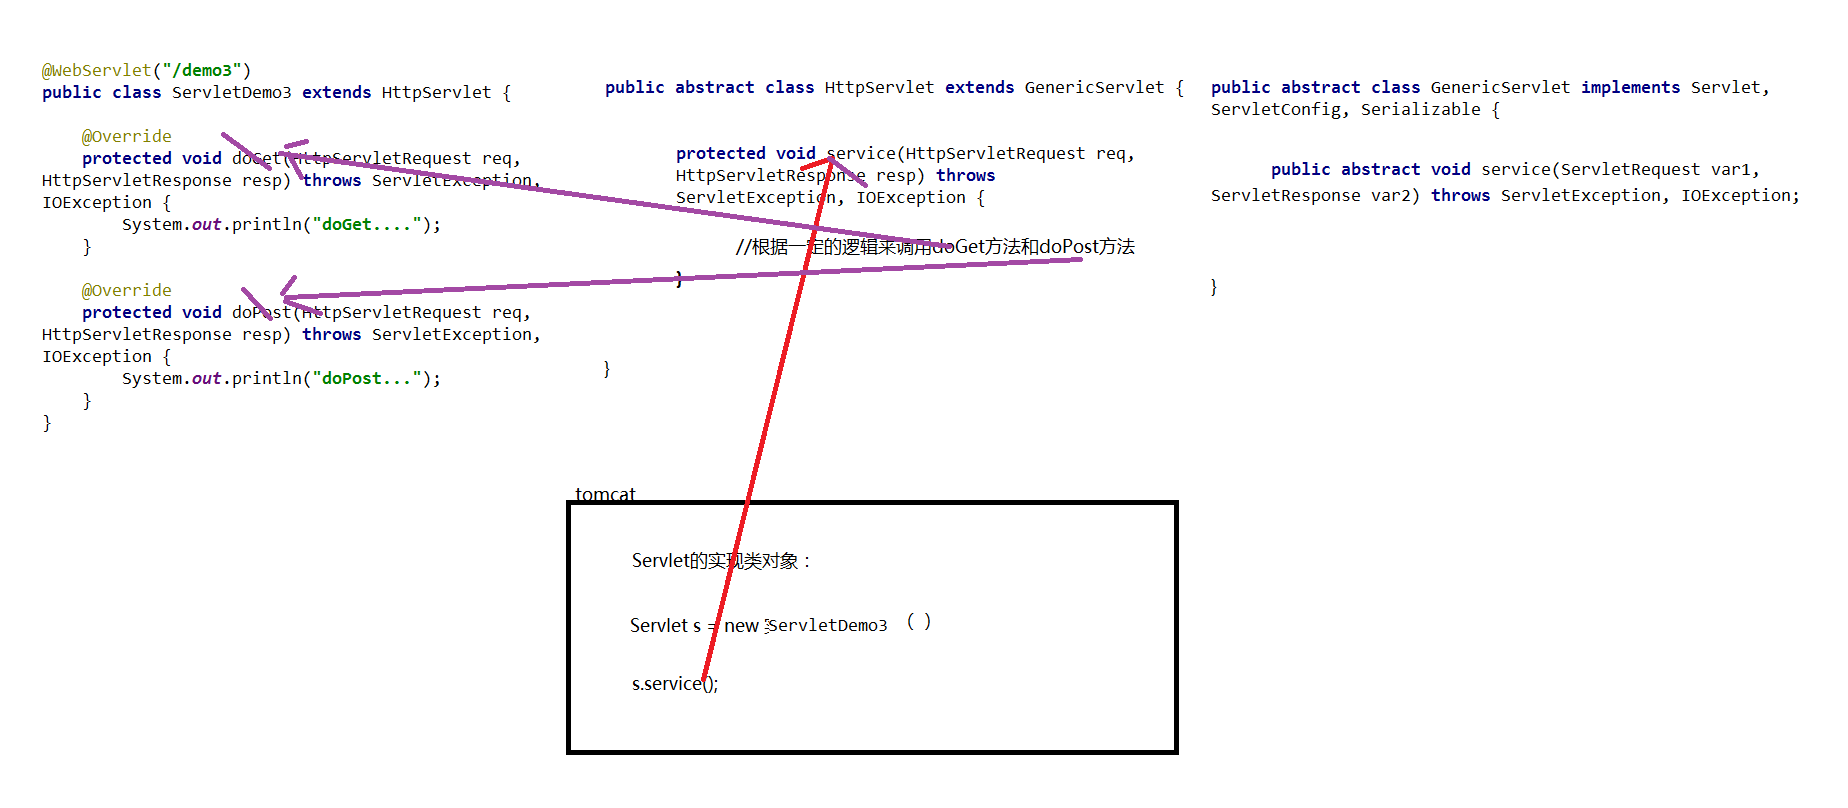 @WebServlet("/demo3")
public class ServletDemo3 extends HttpServlet {
@Override
protected void doGet(HttpServletRequest req,
HttpServletResponse resp) throws ServletException,
IOException {
System.out.println("doGet....");
}
@Override
protected void doPost(HttpServletRequest req,
HttpServletResponse resp) throws ServletException,
IOException {
System.out.println("doPost...");
}
}
public abstract class HttpServlet extends GenericServlet {
protected void service(HttpServletRequest req,
HttpServletResponse resp) throws
ServletException, IOException {
//根据一定的逻辑来调用doGet方法和doPost方法
}
}
public abstract class GenericServlet implements Servlet,
ServletConfig, Serializable {
public abstract void service(ServletRequest var1,
ServletResponse var2) throws ServletException, IOException;
}
tomcat
Servlet的实现类对象：
Servlet s = new ServletDemo3 （ ）
s.service();